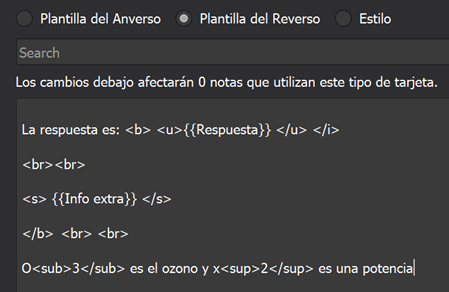 Plantilla del Anverso Plantilla del Reverso Estilo
Search
Los cambios debajo afectarán 0 notas que utilizan este tipo de tarjeta.
La respuesta es: <b> <u>{{Respuesta}} </u> </i>
<br><br>
<s> {{Info extra}} </s>
</b> <br> <br>
O<sub>3</sub> es el ozono y x<sup>2</sup> es una potencia